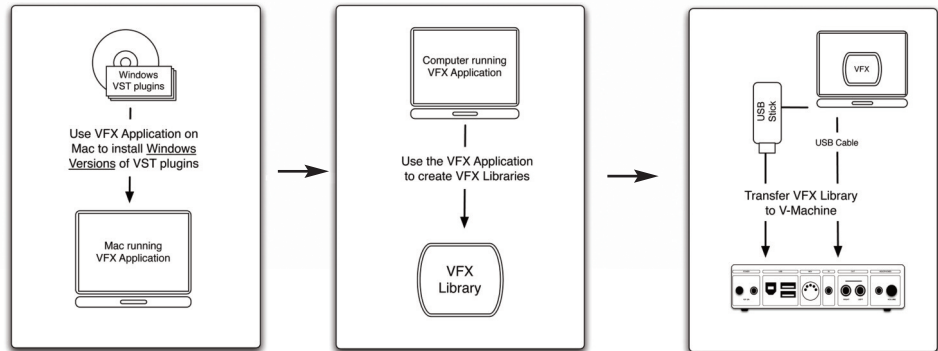 Windows
VST plugins
Use VFX Application on
Mac to install Windows
Versions of VST plugins
Mac running
VFX Application
Computer running
VFX Application
Use the VFX Application
to create VFX Libraries
VFX
Library
VFX
USB
Stick
USB Cable
Transfer VFX Library
to V-Machine